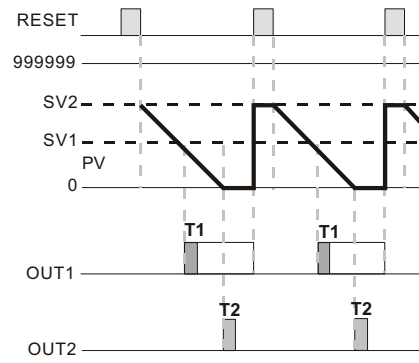 RESET
999999
SV2
SV1
PV
0
T1 T1
OUT1
T2 T2
OUT2